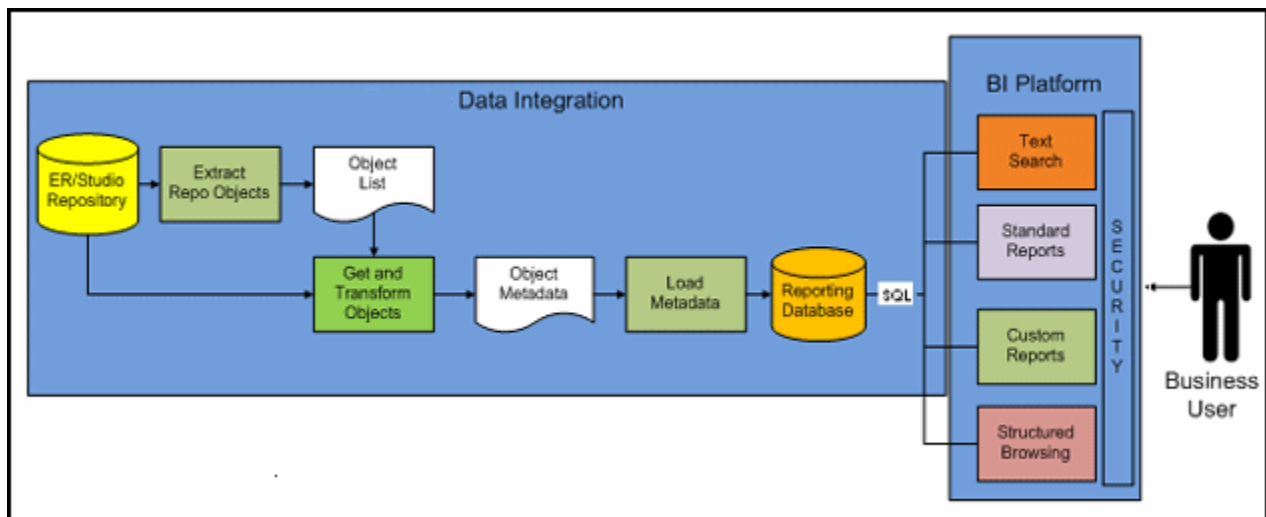 Data Integration
BI Platform
ER/Studio
Repository
Extract
Repo Objects
Object
List
Get and
Transform
Objects
Object
Metadata
Load
Metadata
Reporting
Database
SQL
Text
Search
Standard
Reports
Custom
Reports
Structured
Browsing
SECURITY
Business
User